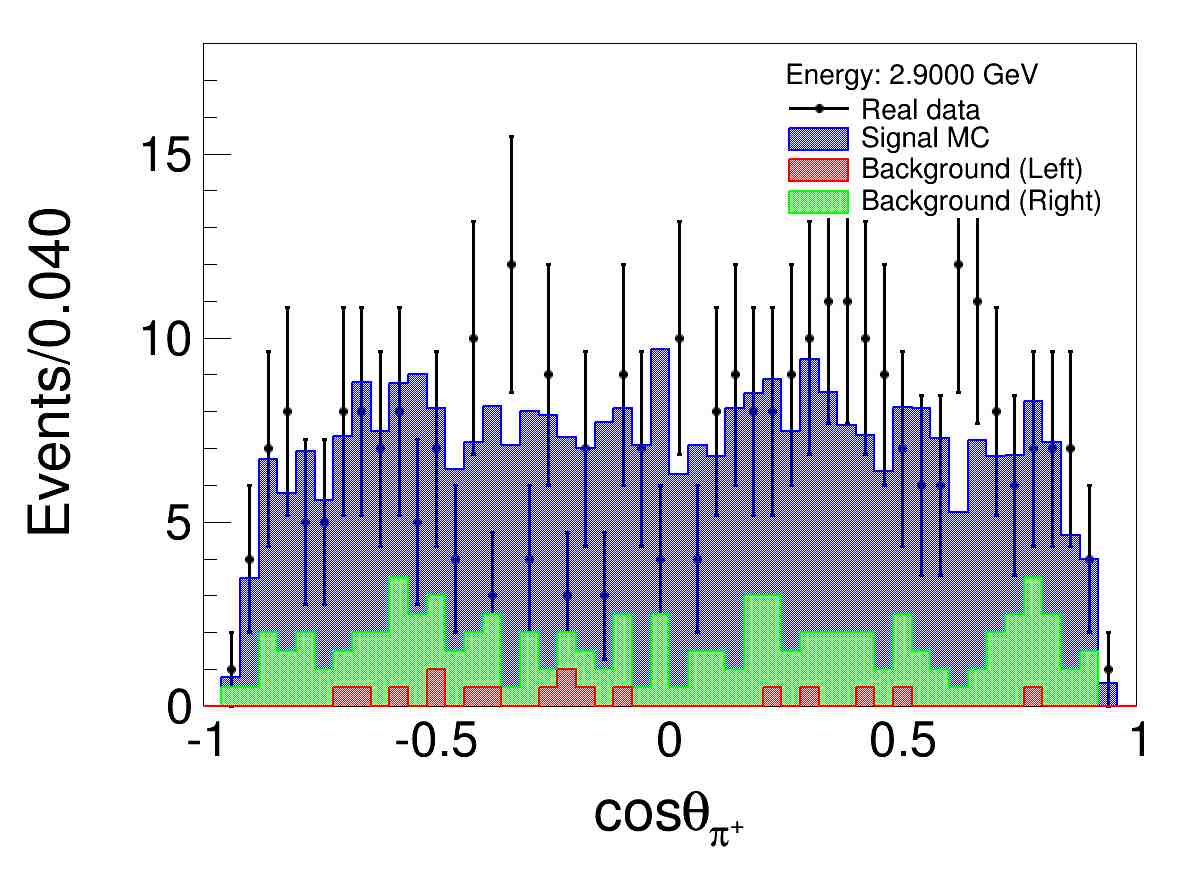 Energy: 2.9000 GeV
Real data
Signal MC
Background (Left)
Background (Right)
Events/0.040
15
10
5
0
-1
-0.5
0
0.5
1
cosθπ+